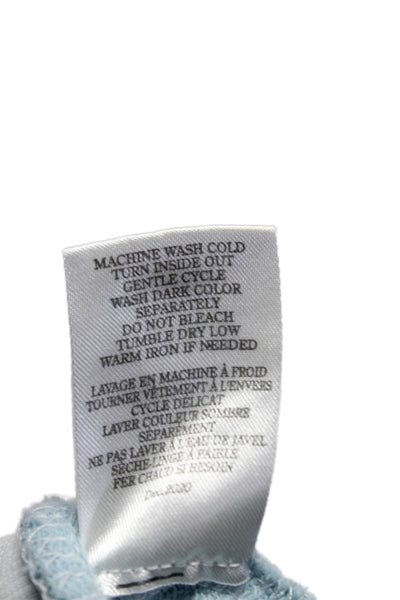 MACHINE WASH COLD
TURN INSIDE OUT
GENTLE CYCLE
WASH DARK COLOR
SEPARATELY
DO NOT BLEACH
TUMBLE DRY LOW
WARM IRON IF NEEDED
LAVAGE EN MACHINE À FROID
TOURNER VÊTEMENT À L'ENVERS
CYCLE DÉLICAT
LAVER COULEUR SOMBRE
SÉPARÉMENT
NE PAS LAVER À L'EAU DE JAVEL
SÈCHE-LINGE À FAIBLE
FER CHAUD SI BESOIN
Dec.2020